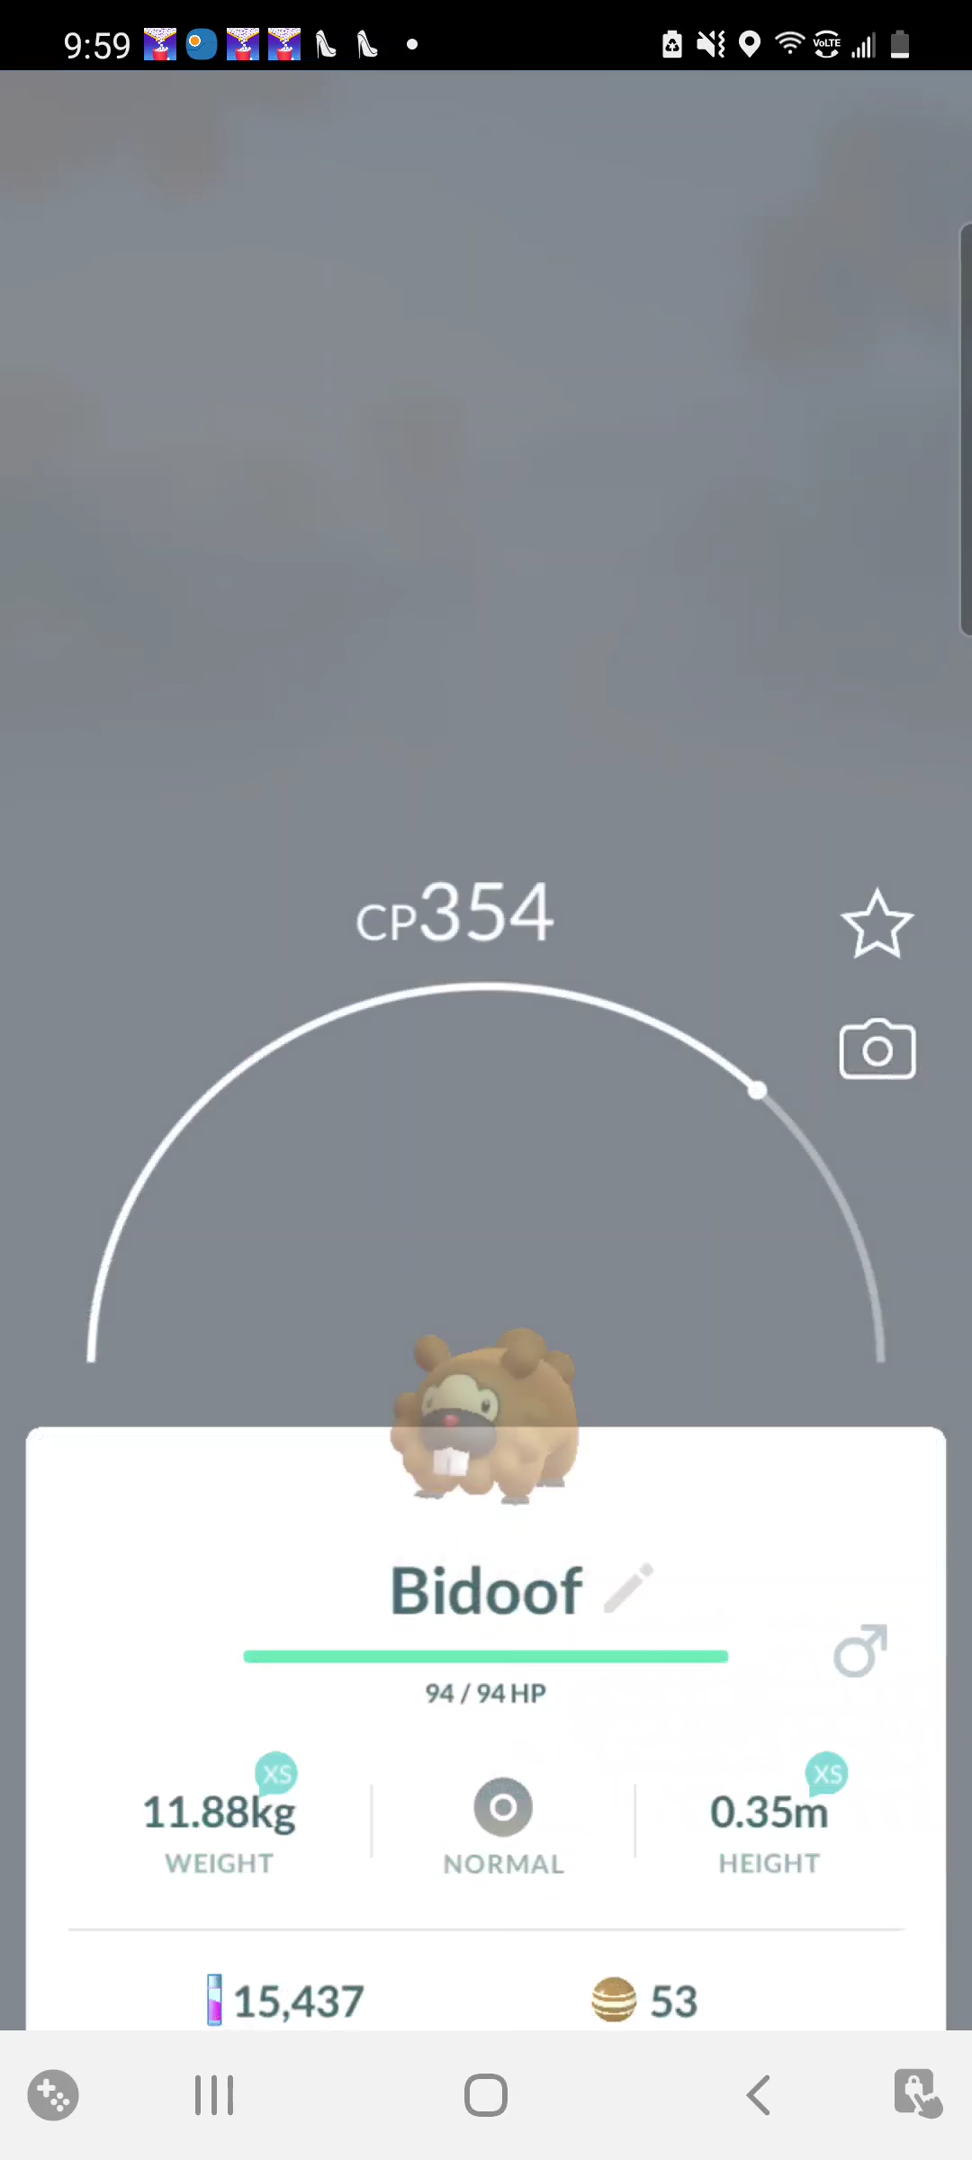 9:59
VoLTE
CP354
Bidoof
94 / 94 HP
XS XS
11.88kg 0.35m
WEIGHT NORMAL HEIGHT
15,437 53